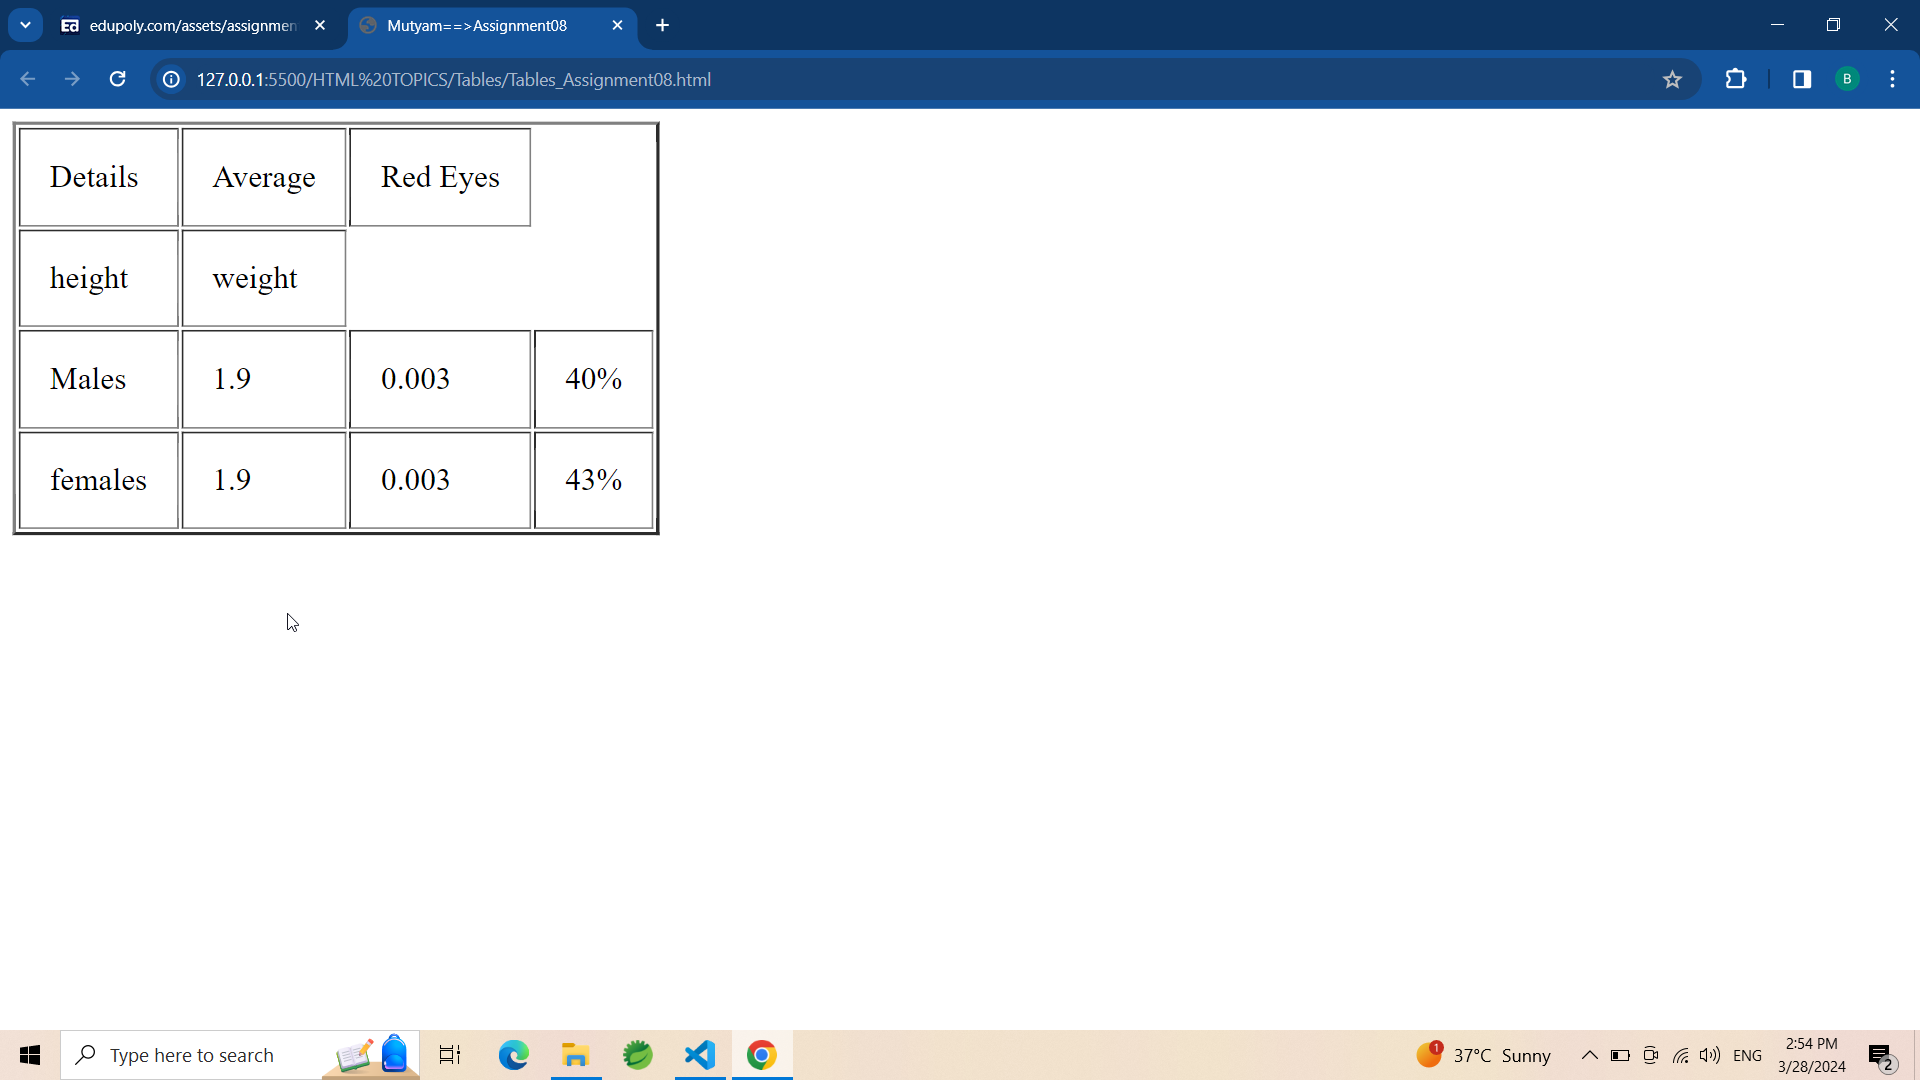 edupoly.com/assets/assignmen
Mutyam==>Assignment08
127.0.0.1:5500/HTML%20TOPICS/Tables/Tables_Assignment08.html
B
Details Average Red Eyes
height weight
Males 1.9 0.003 40%
females 1.9 0.003 43%
Type here to search
1
37°C Sunny
ENG
2:54 PM
3/28/2024
2